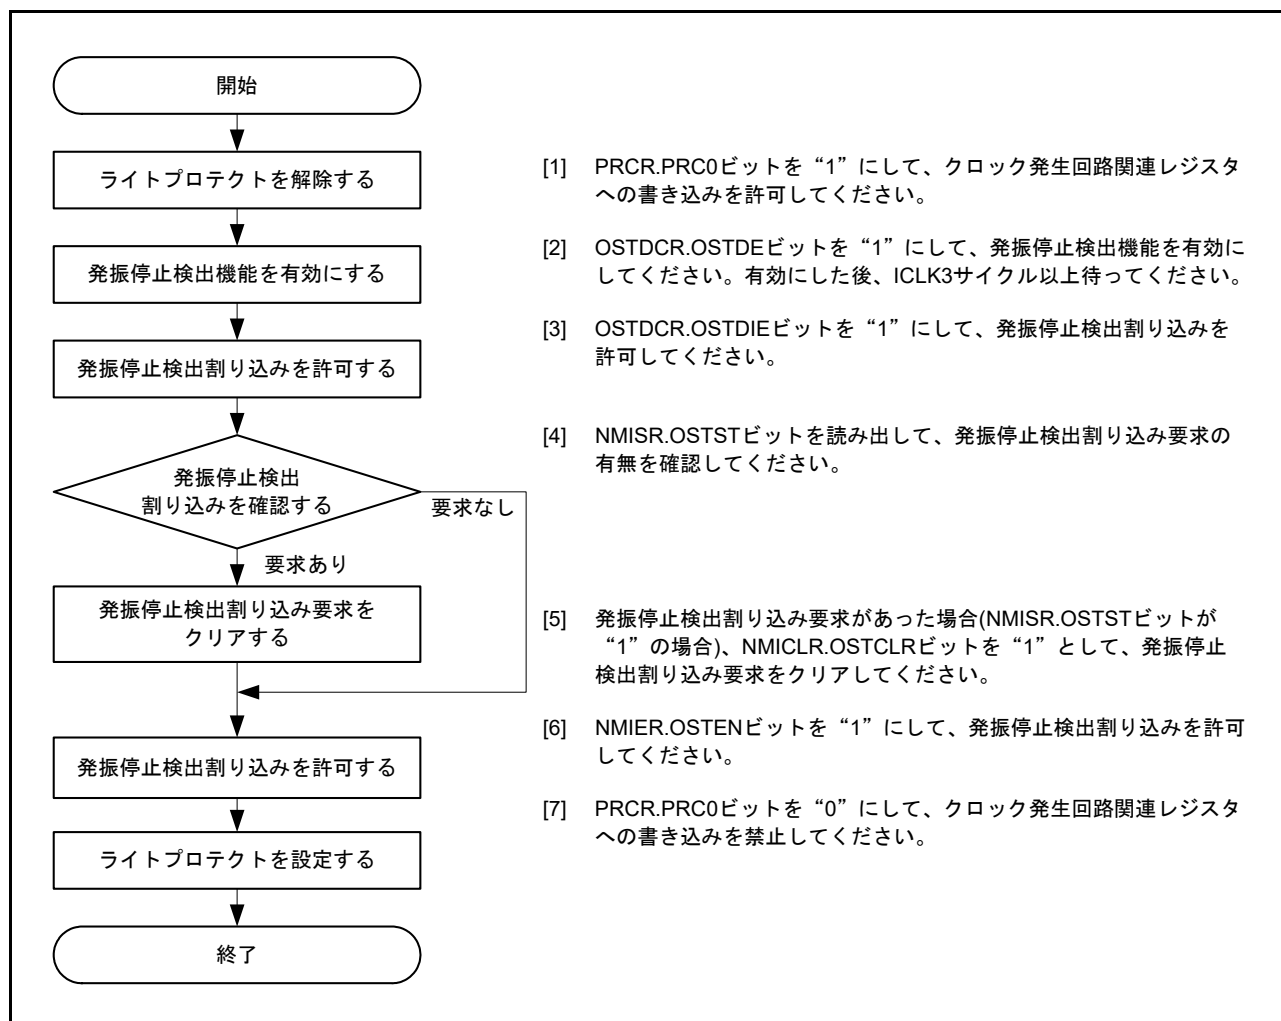 開始
ライトプロテクトを解除する
[1] PRCR.PRC0ビットを“1”にして、クロック発生回路関連レジスタ
への書き込みを許可してください。
発振停止検出機能を有効にする
[2] OSTDCR.OSTDEビットを“1”にして、発振停止検出機能を有効に
してください。有効にした後、ICLK3サイクル以上待ってください。
発振停止検出割り込みを許可する
[3] OSTDCR.OSTDIEビットを“1”にして、発振停止検出割り込みを
許可してください。
発振停止検出
割り込みを確認する
[4] NMISR.OSTSTビットを読み出して、発振停止検出割り込み要求の
有無を確認してください。
要求なし
要求あり
発振停止検出割り込み要求を
クリアする
[5] 発振停止検出割り込み要求があった場合(NMISR.OSTSTビットが
“1”の場合)、NMICLR.OSTCLRビットを“1”として、発振停止
検出割り込み要求をクリアしてください。
発振停止検出割り込みを許可する
[6] NMIER.OSTENビットを“1”にして、発振停止検出割り込みを許可
してください。
ライトプロテクトを設定する
[7] PRCR.PRC0ビットを“0”にして、クロック発生回路関連レジスタ
への書き込みを禁止してください。
終了